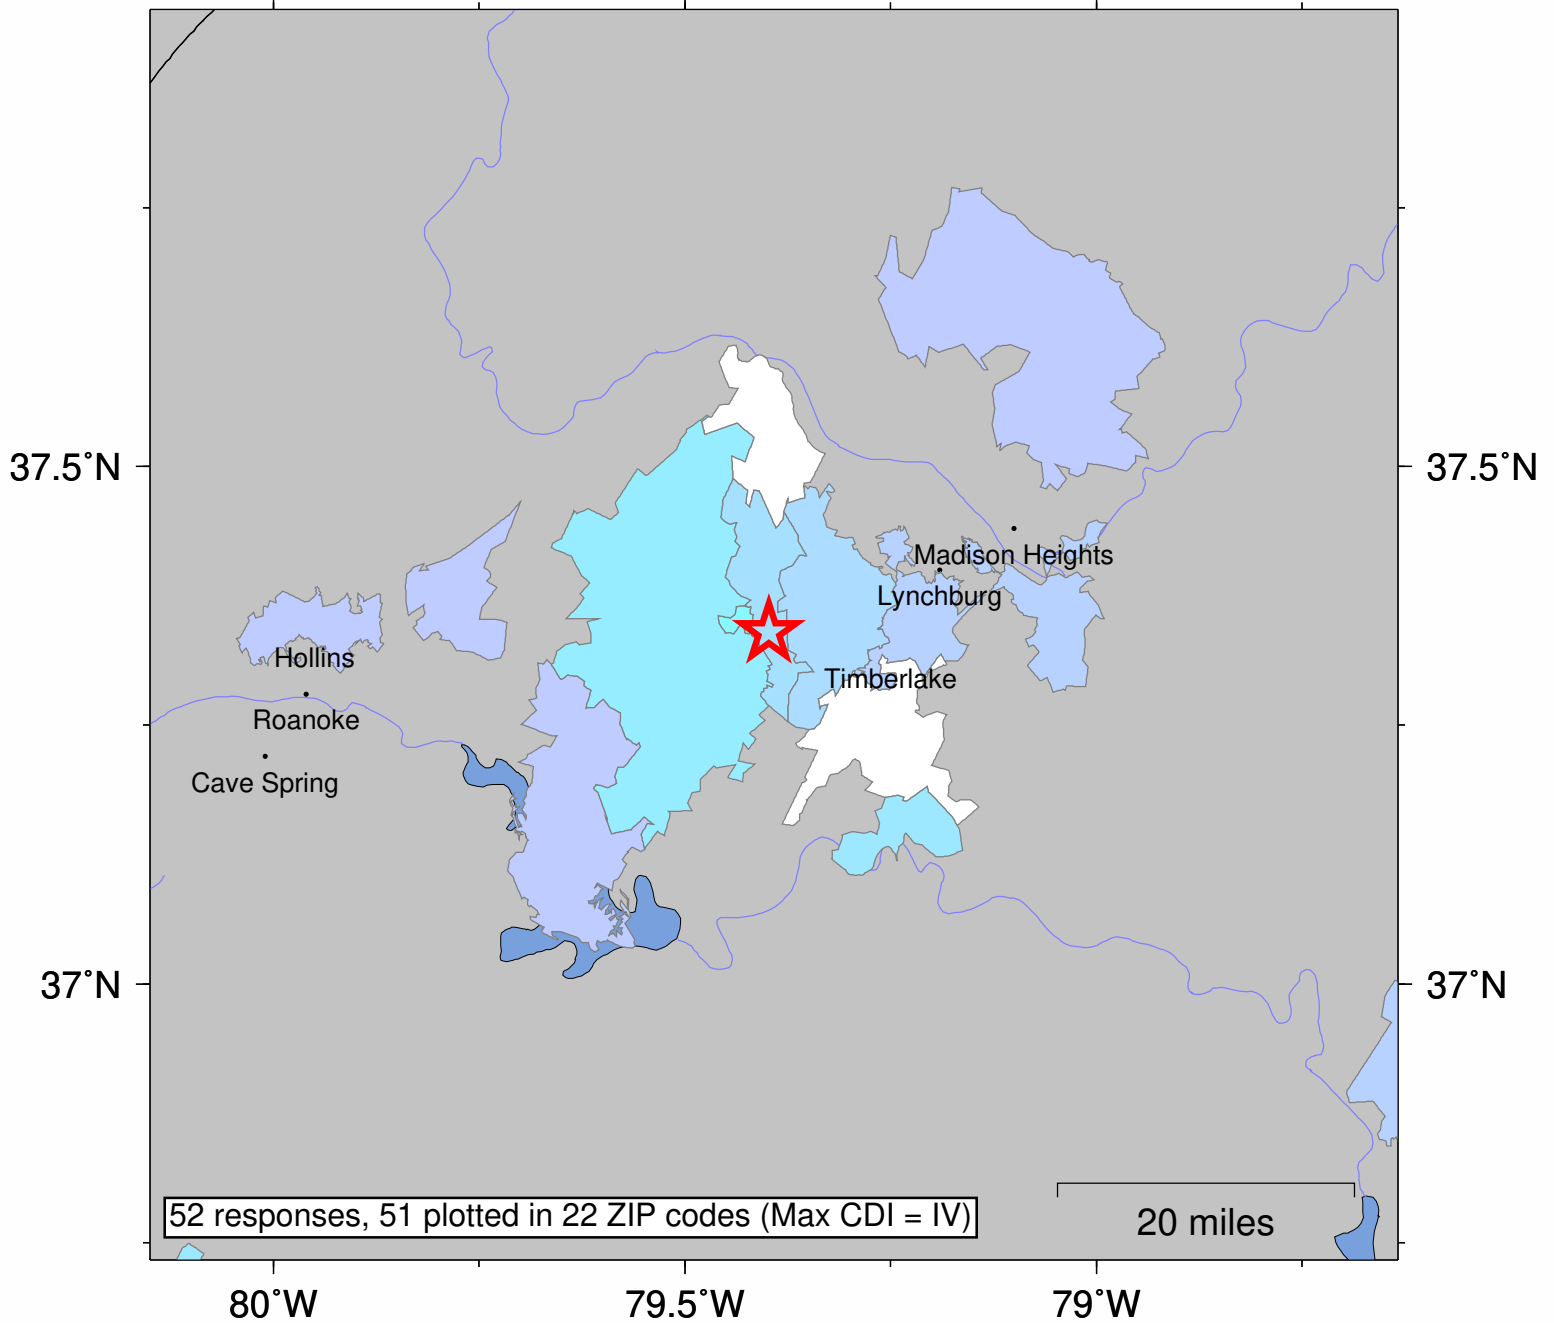 37.5˚N
37.5˚N
Madison Heights
Lynchburg
Hollins
Timberlake
Roanoke
Cave Spring
37˚N
37˚N
52 responses, 51 plotted in 22 ZIP codes (Max CDI = IV)
20 miles
80˚W
79.5˚W
79˚W